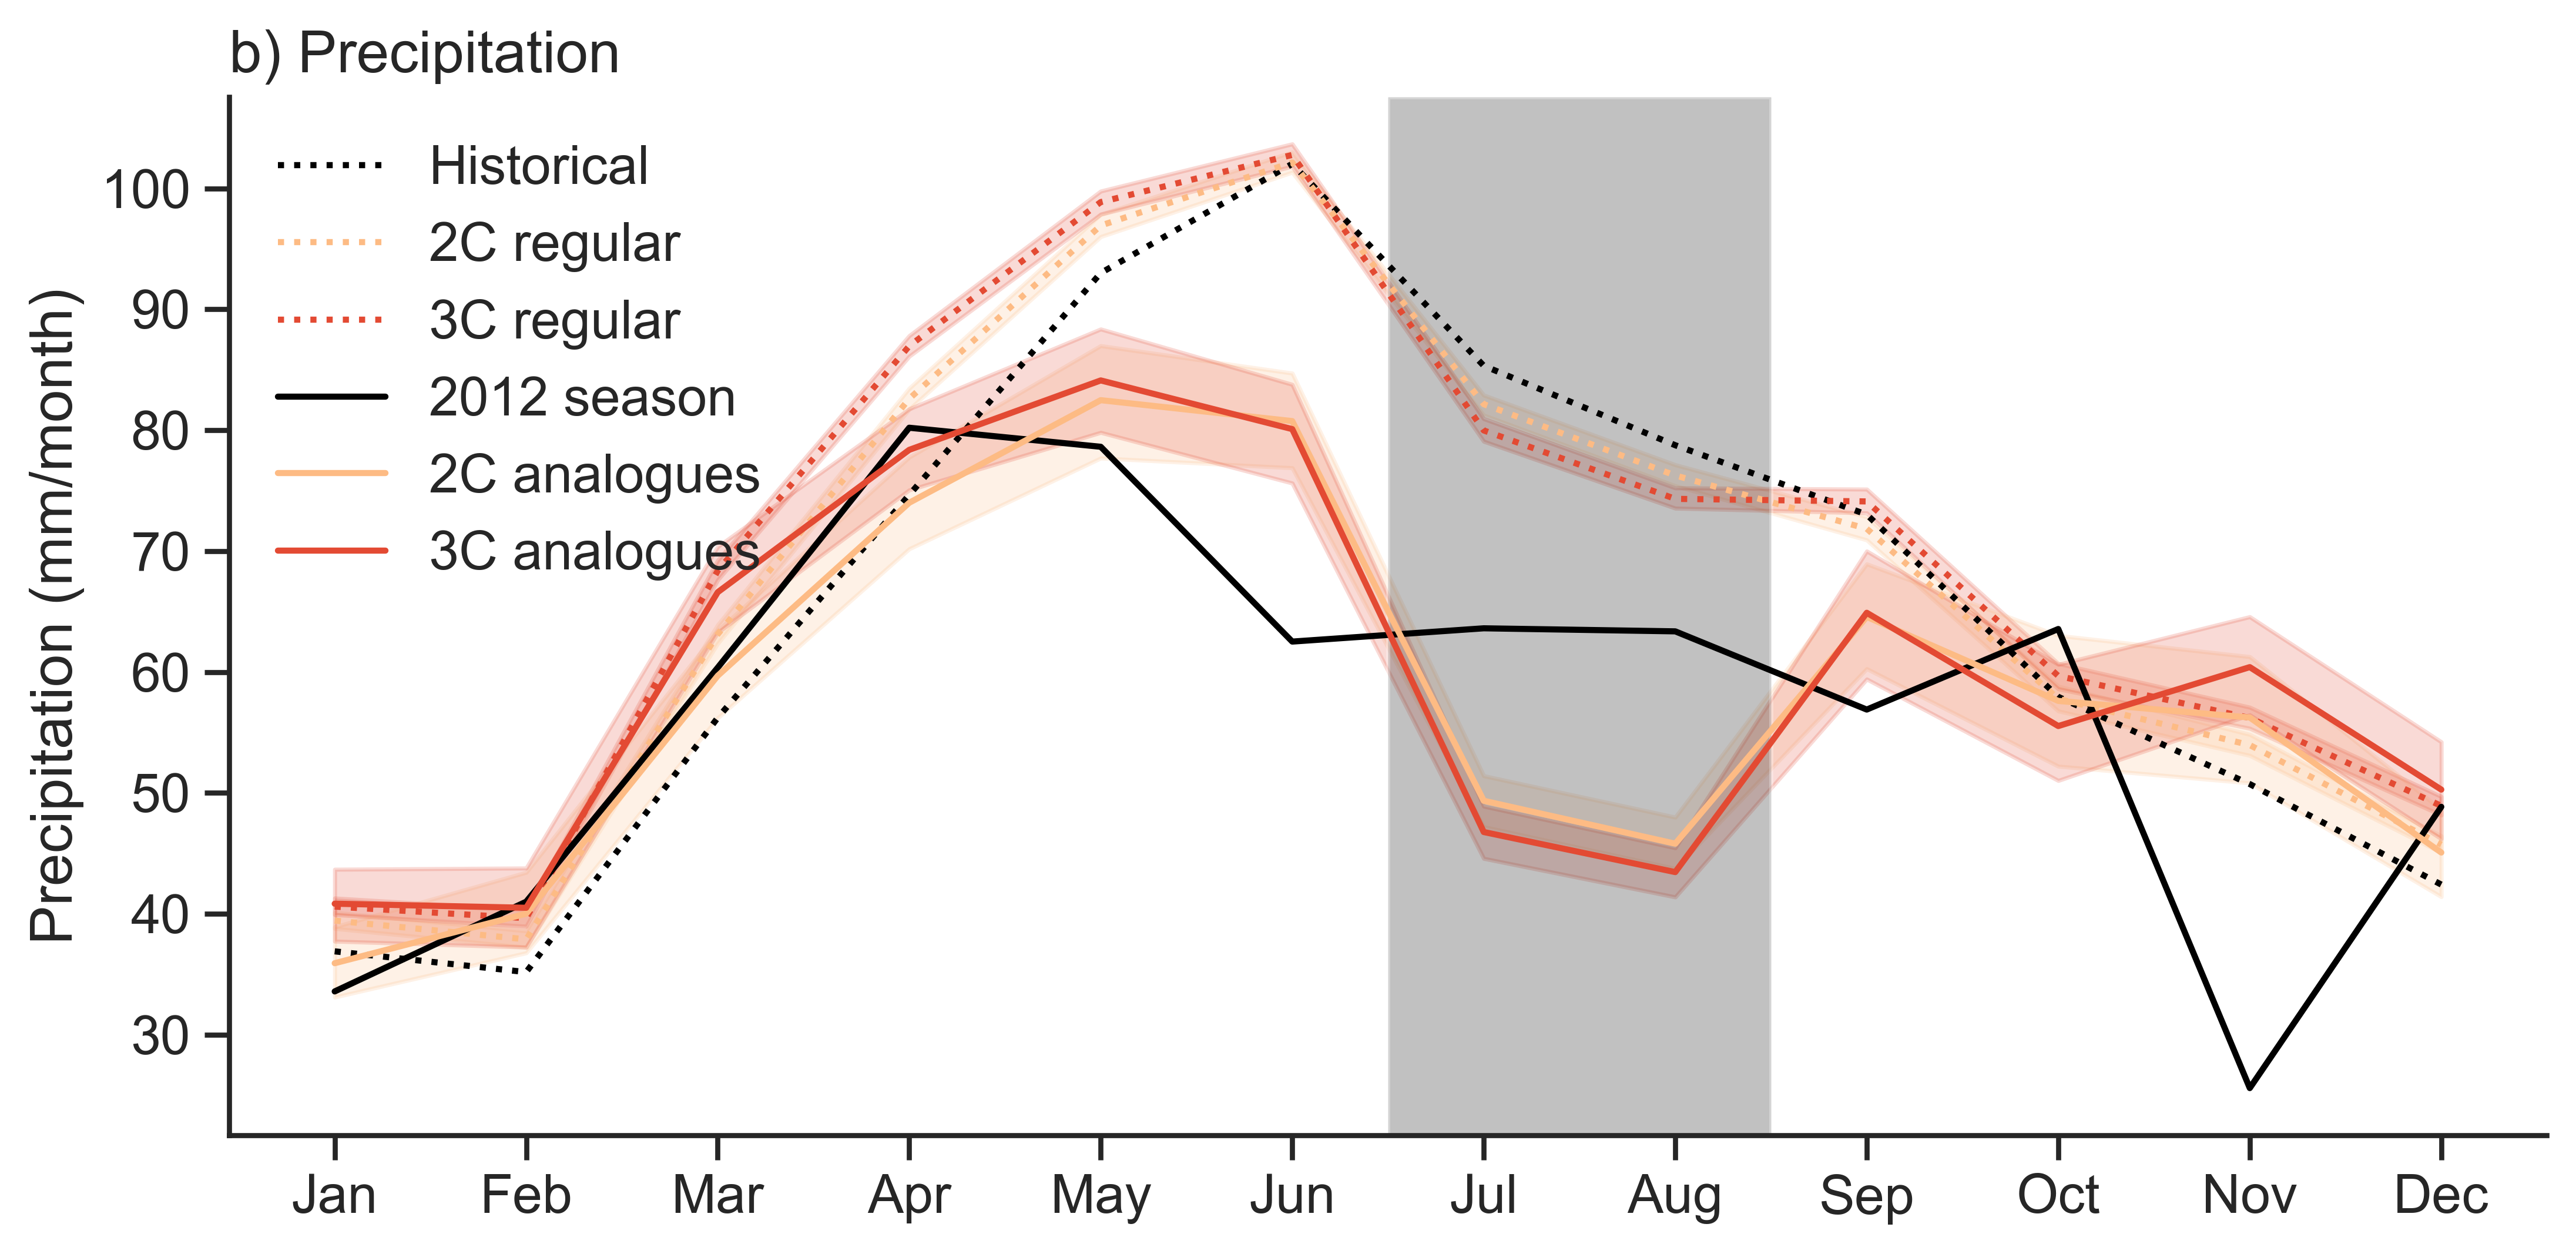 b) Precipitation
Precipitation (mm/month)
100
90
80
70
60
50
40
30
Historical
2C regular
3C regular
2012 season
2C analogues
3C analogues
Jan Feb Mar Apr May Jun Jul Aug Sep Oct Nov Dec